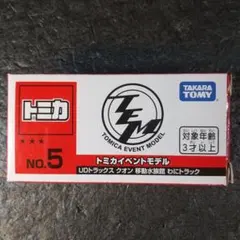 トミカ
NO.5
TEM
TOMICA EVENT MODEL
TAKARA
TOMY
対象年齢
3才以上
トミカイベントモデル
UDトラックス クオン 移動水族館 わにトラック